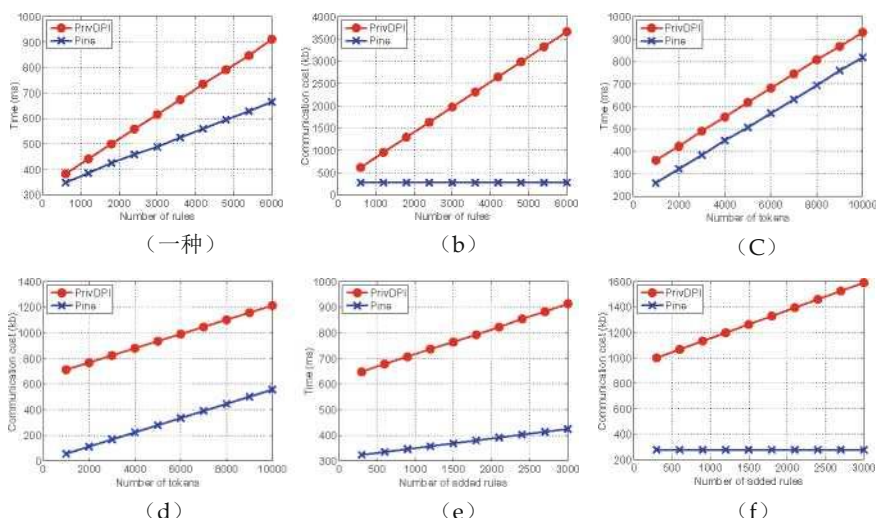 1000
900
800
700
600
500
400
300
0 1000 2000 3000 4000 5000 6000
Time (ms)
Number of rules
PrivDPI
Pine
（一种）
4000
3500
3000
2500
2000
1500
1000
500
0
0 1000 2000 3000 4000 5000 6000
Communication cost (kb)
Number of rules
PrivDPI
Pine
（b）
1000
900
800
700
600
500
400
300
200
0 2000 4000 6000 8000 10000
Time (ms)
Number of tokens
PrivDPI
Pine
（C）
1400
1200
1000
800
600
400
200
0
0 2000 4000 6000 8000 10000
Communication cost (kb)
Number of tokens
PrivDPI
Pine
（d）
1000
900
800
700
600
500
400
300
0 500 1000 1500 2000 2500 3000
Time (ms)
Number of added rules
PrivDPI
Pine
（e）
1600
1400
1200
1000
800
600
400
200
0 500 1000 1500 2000 2500 3000
Communication cost (kb)
Number of added rules
PrivDPI
Pine
（f）